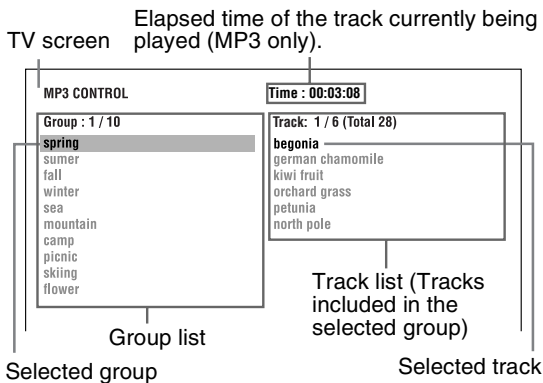 Elapsed time of the track currently being
played (MP3 only).
TV screen
MP3 CONTROL
Time : 00:03:08
Group : 1 / 10
spring
sumer
fall
winter
sea
mountain
camp
picnic
skiing
flower
Track: 1 / 6 (Total 28)
begonia
german chamomile
kiwi fruit
orchard grass
petunia
north pole
Track list (Tracks
included in the
selected group)
Group list
Selected group
Selected track